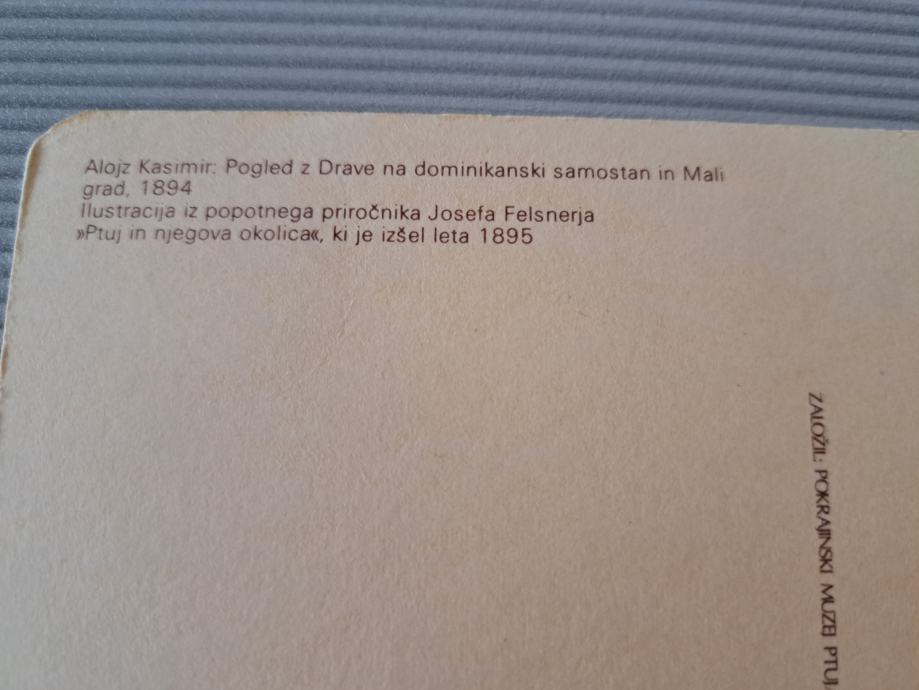 Alojz Kasimir: Pogled z Drave na dominikanski samostan in Mali
grad, 1894
Ilustracija iz popotnega priročnika Josefa Felsnerja
»Ptuj in njegova okolica«, ki je izšel leta 1895
ZALOŽIL: POKRAJINSKI MUZEJ PTUJ